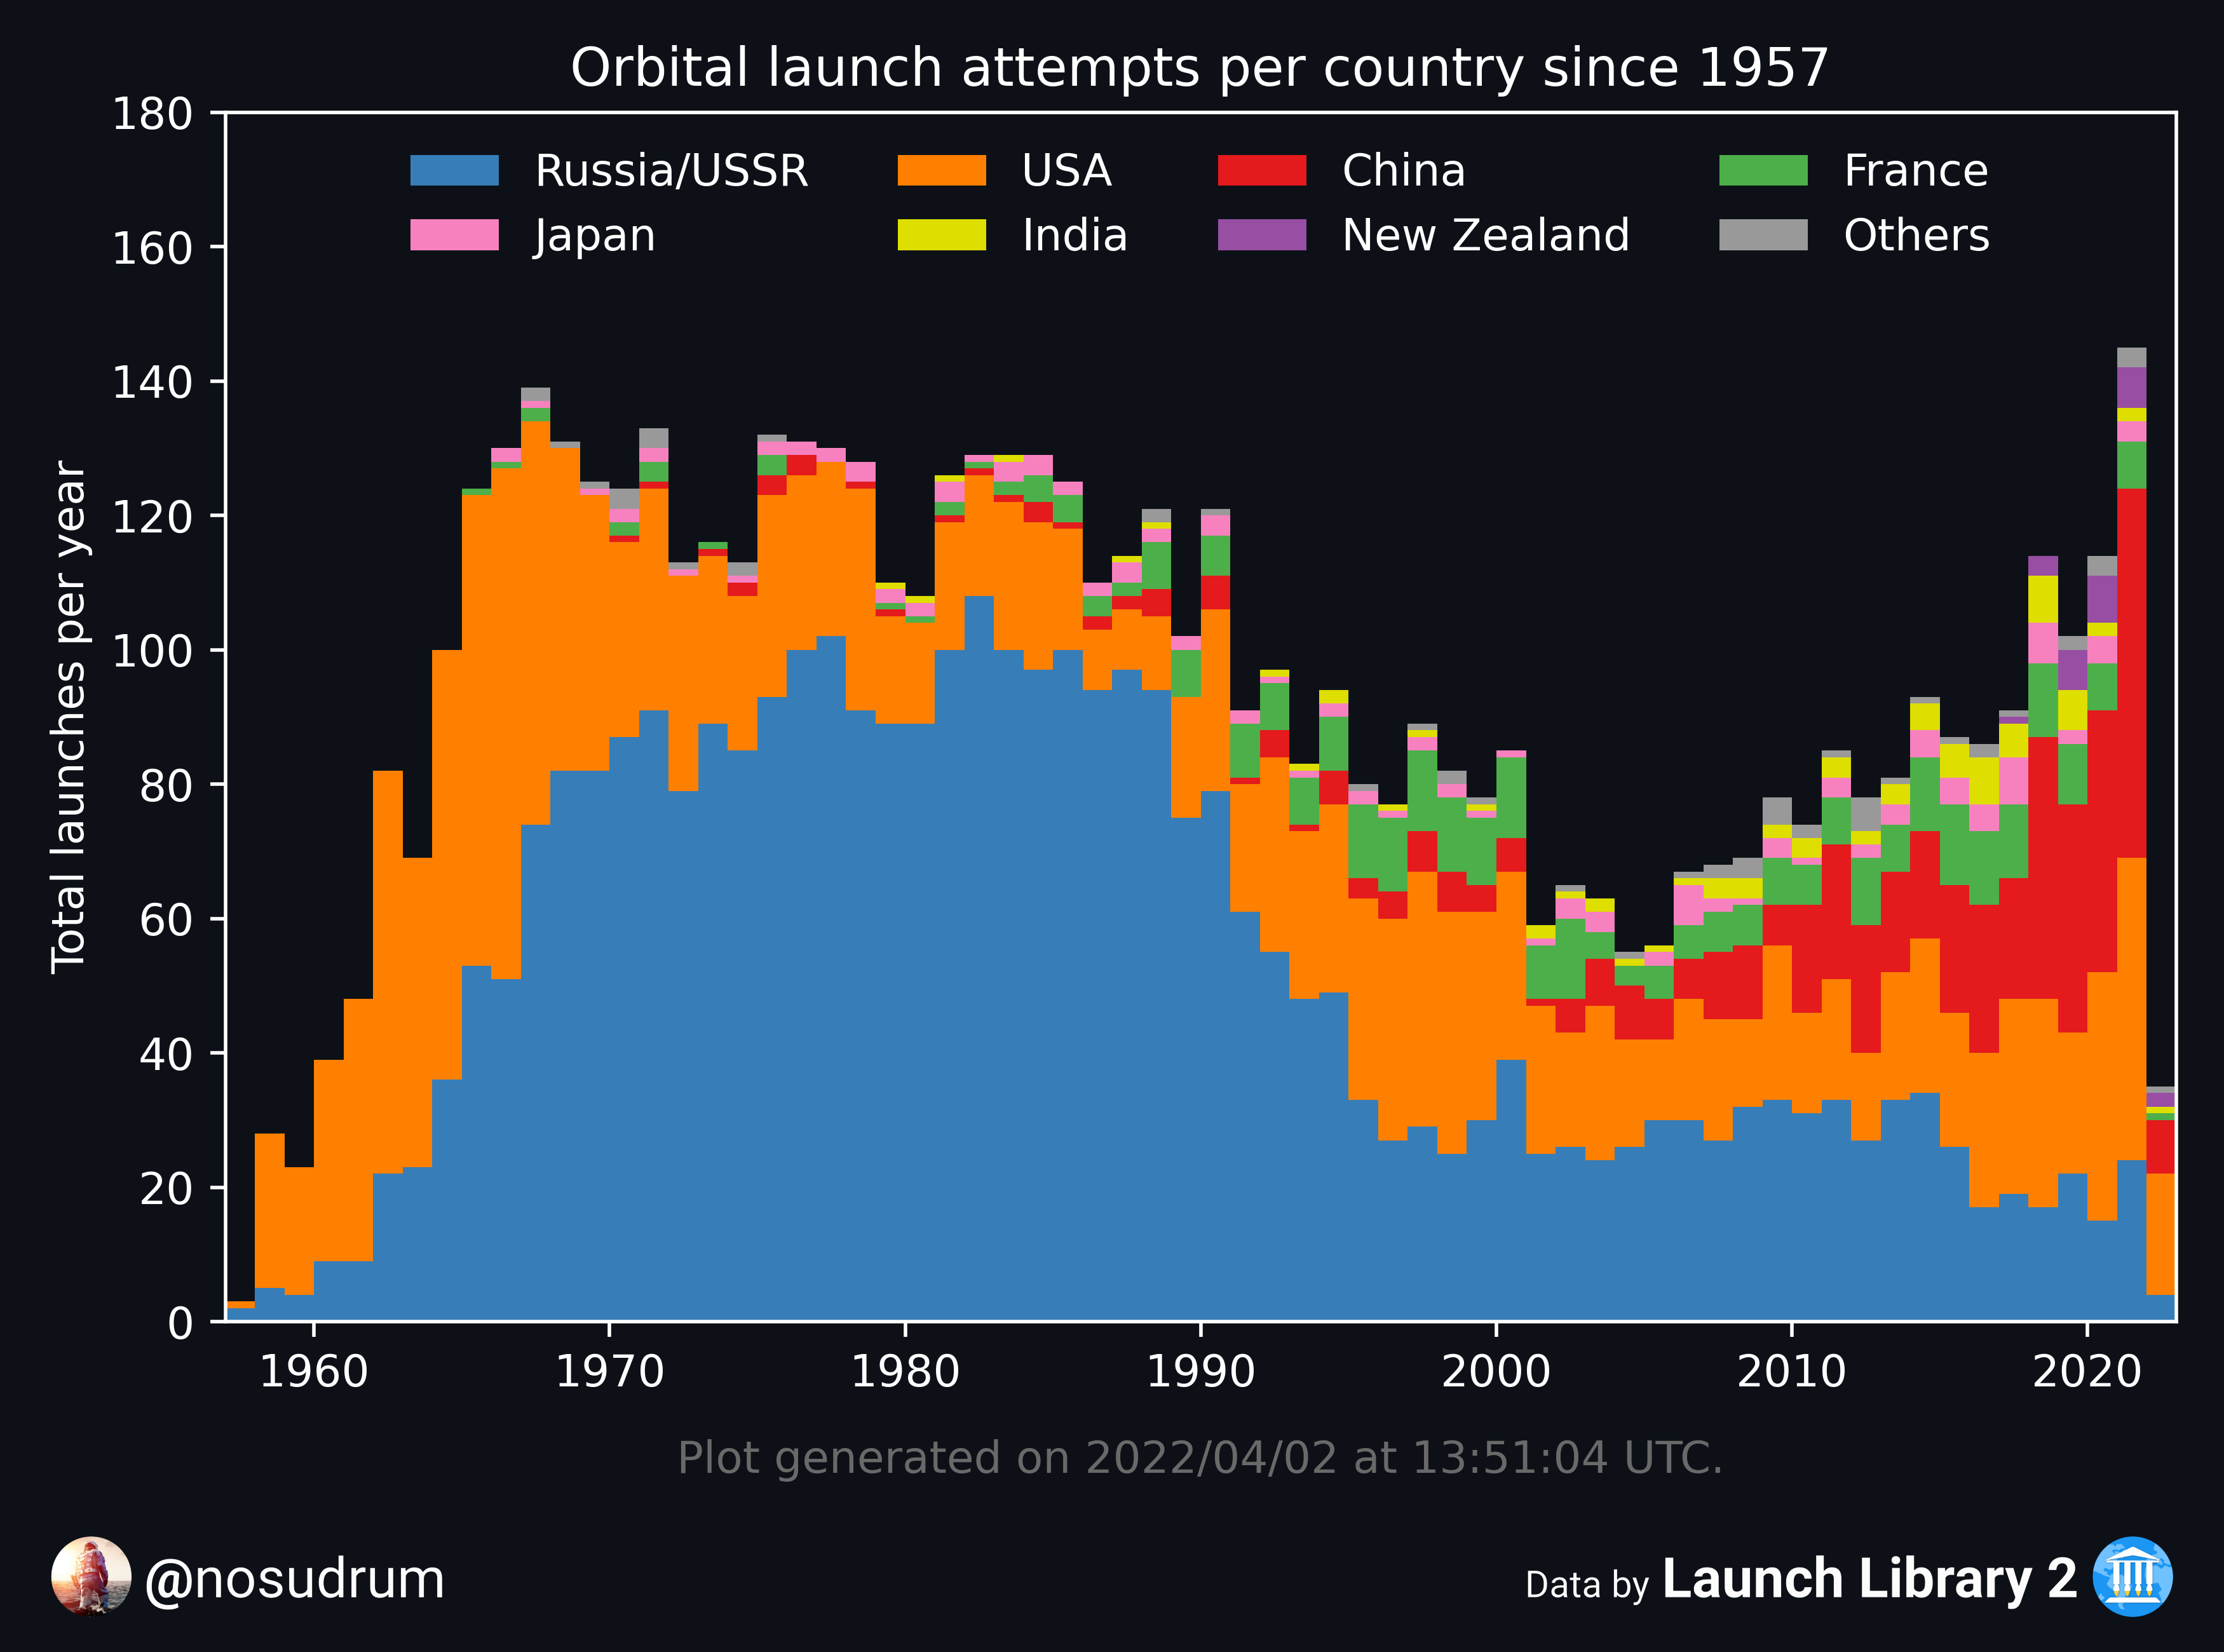 Orbital launch attempts per country since 1957
180
160
140
120
100
80
60
40
20
0
Total launches per year
Russia/USSR USA China France
Japan India New Zealand Others
1960 1970 1980 1990 2000 2010 2020
Plot generated on 2022/04/02 at 13:51:04 UTC.
@nosudrum
Data by Launch Library 2